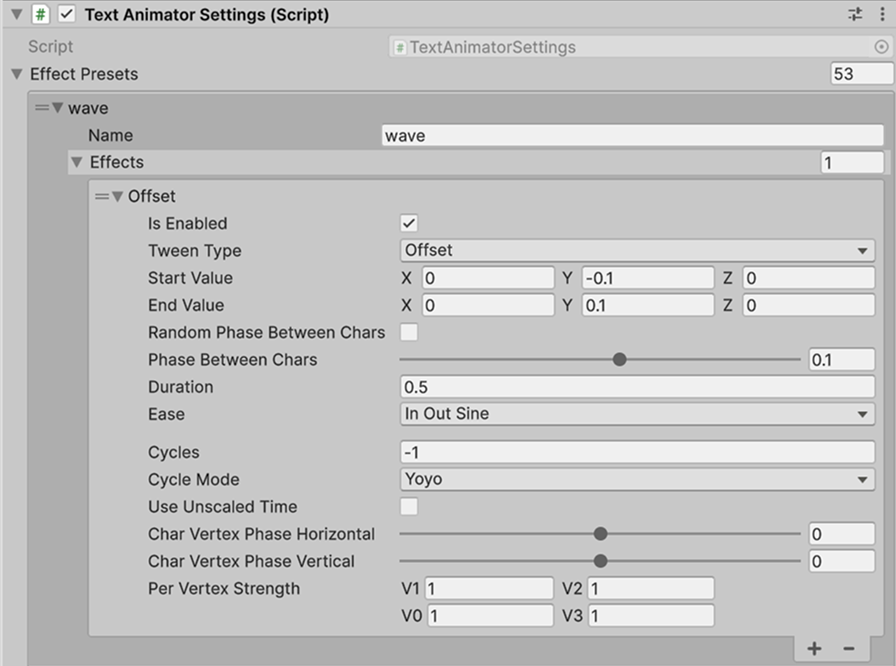 # Text Animator Settings (Script)
Script # TextAnimatorSettings
Effect Presets 53
wave
Name wave
Effects 1
Offset
Is Enabled
Tween Type Offset
Start Value X 0 Y -0.1 Z 0
End Value X 0 Y 0.1 Z 0
Random Phase Between Chars
Phase Between Chars 0.1
Duration 0.5
Ease In Out Sine
Cycles -1
Cycle Mode Yoyo
Use Unscaled Time
Char Vertex Phase Horizontal 0
Char Vertex Phase Vertical 0
Per Vertex Strength V1 1 V2 1
V0 1 V3 1
+ -